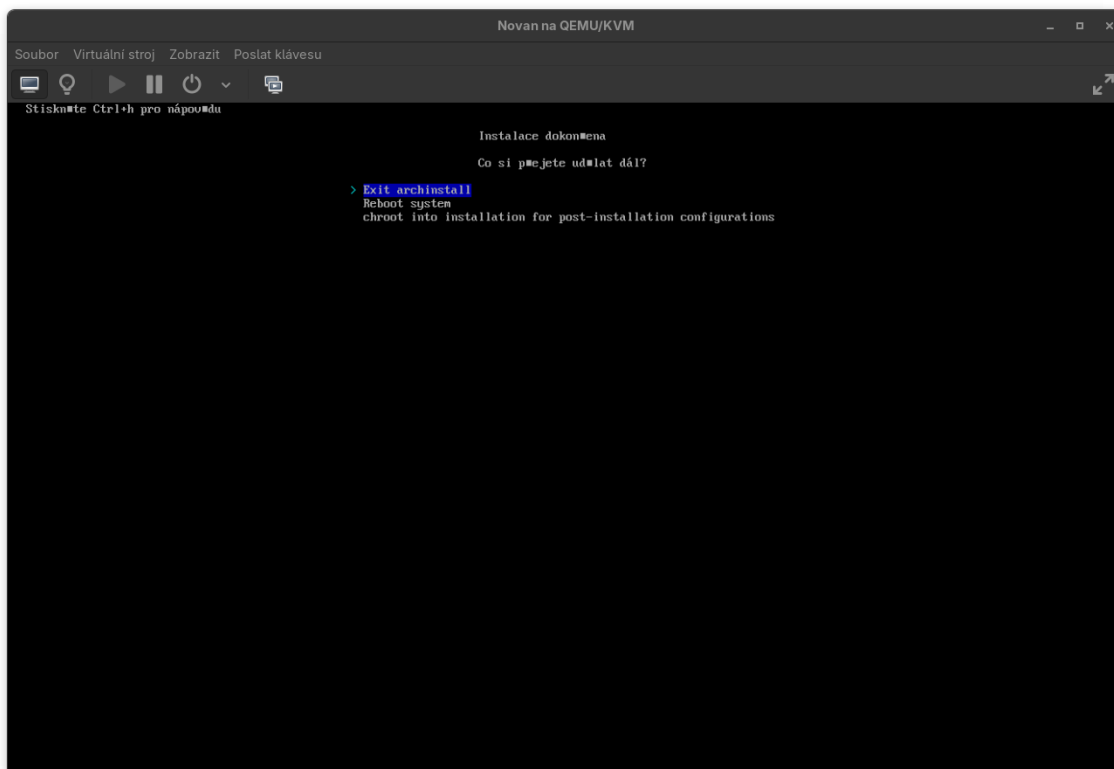 Novan na QEMU/KVM
Soubor Virtuální stroj Zobrazit Poslat klávesu
Stiskn■te Ctrl+h pro nápov■du
Instalace dokon■ena
Co si p■ejete ud■lat dál?
> Exit archinstall
Reboot system
chroot into installation for post-installation configurations